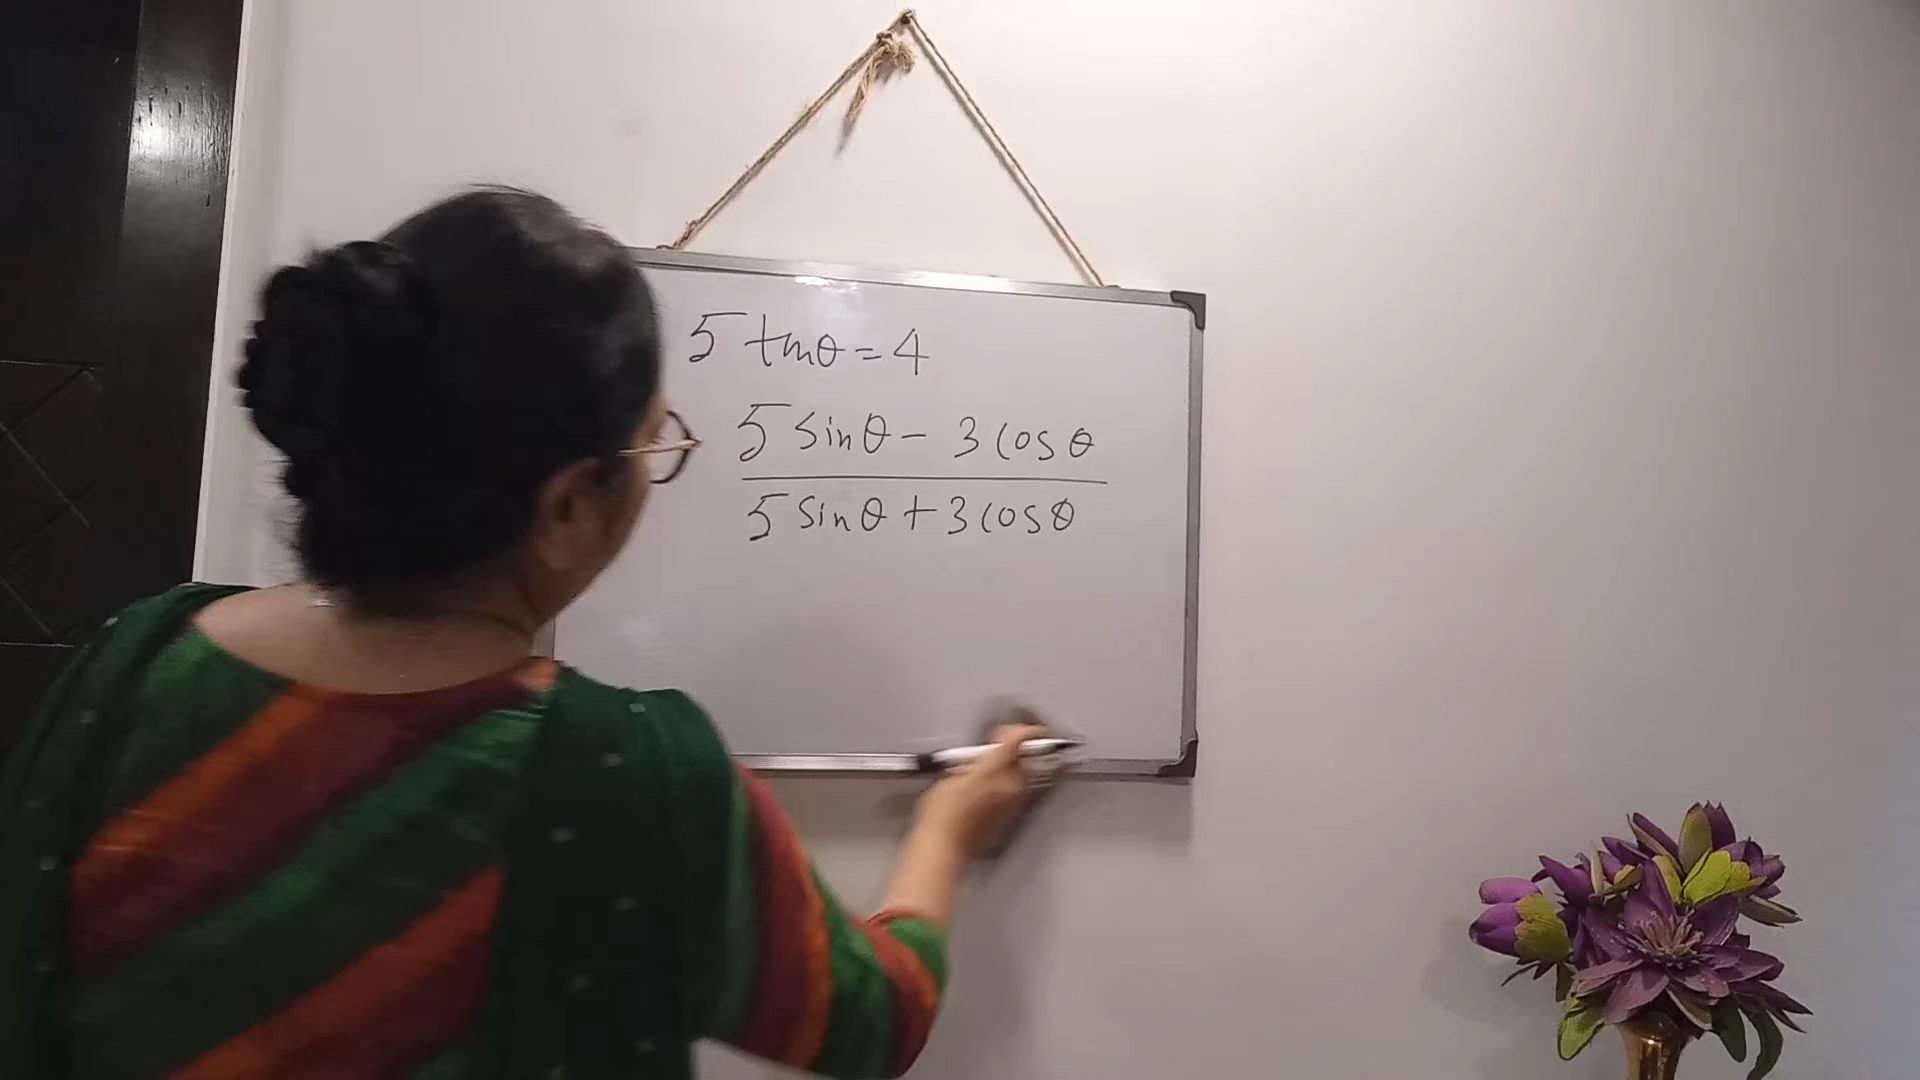 5 tanθ = 4
5 sinθ - 3 cosθ
5 sinθ + 3 cosθ